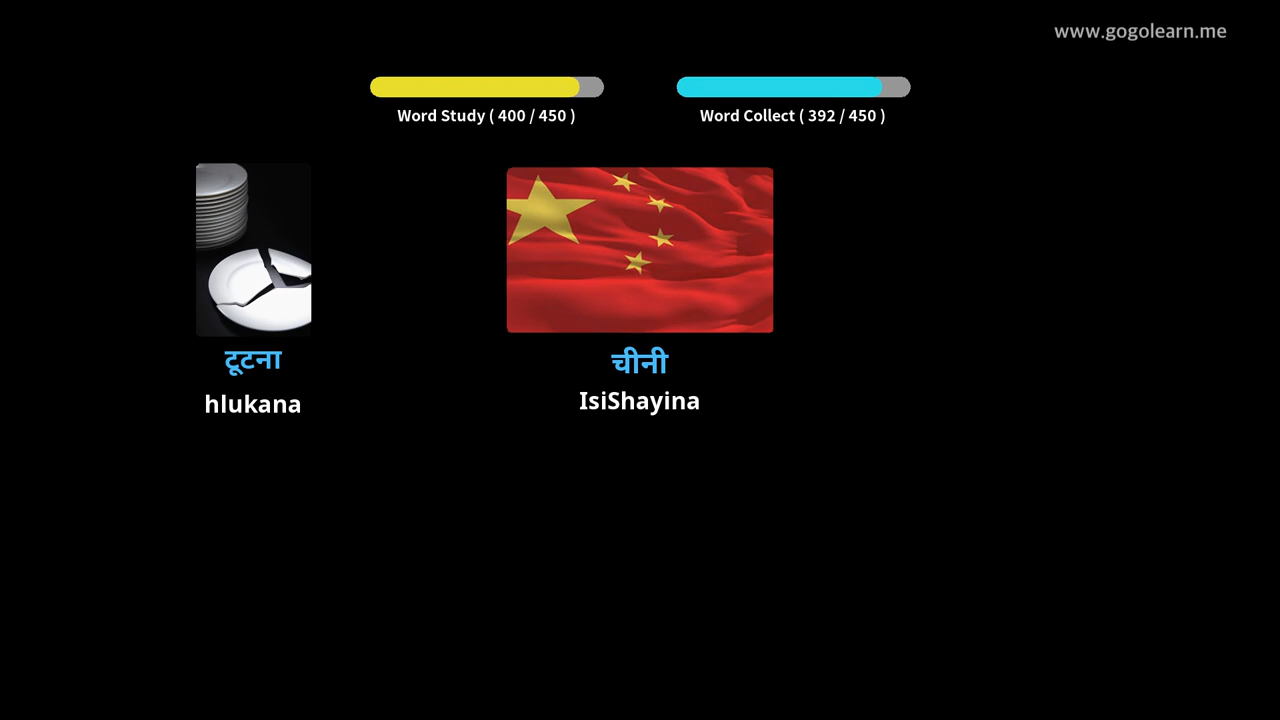 www.gogolearn.me
Word Study ( 400 / 450 )
Word Collect ( 392 / 450 )
टूटना
hlukana
चीनी
IsiShayina